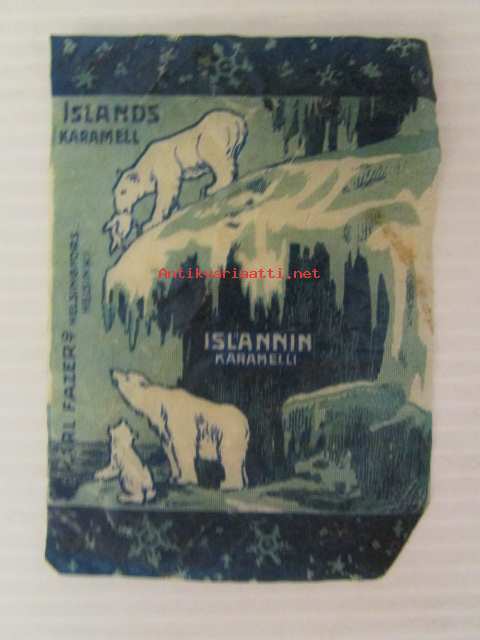 ISLANDS
KARAMELL
Antikvariaatti.net
ISLANNIN
KARAMELLI
KARL FAZER
HELSINGFORS
HELSINKI